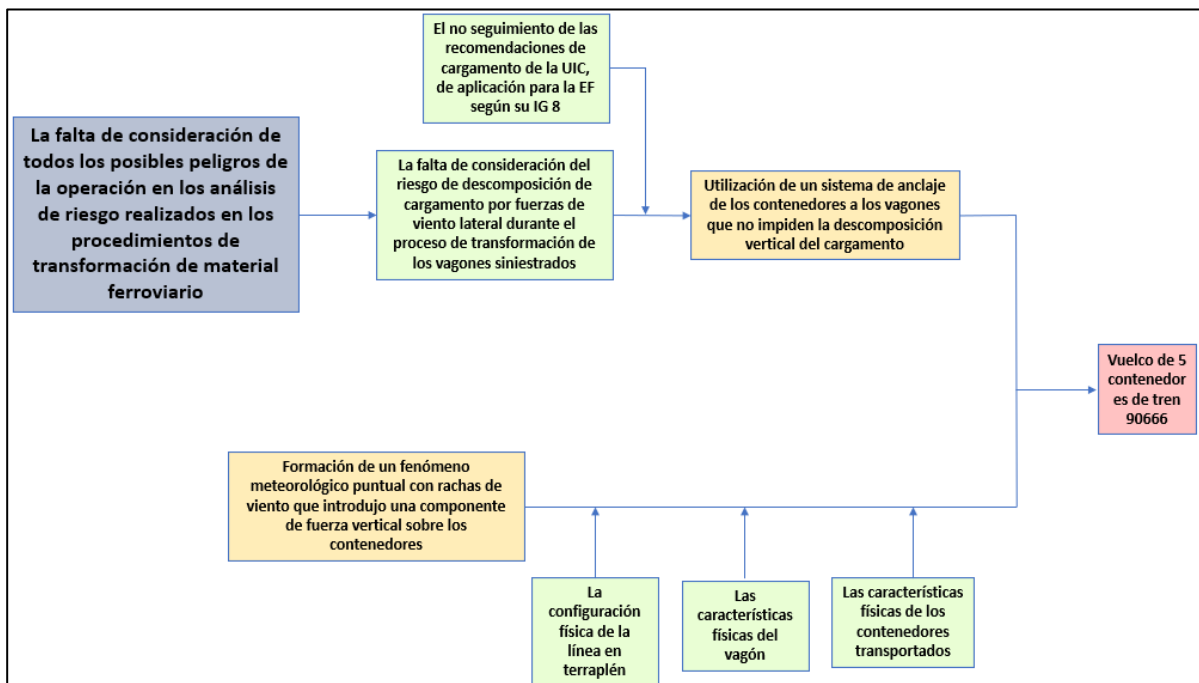 El no seguimiento de las
recomendaciones de
cargamento de la UIC,
de aplicación para la EF
según su IG 8
La falta de consideración de
todos los posibles peligros de
la operación en los análisis
de riesgo realizados en los
procedimientos de
transformación de material
ferroviario
La falta de consideración del
riesgo de descomposición de
cargamento por fuerzas de
viento lateral durante el
proceso de transformación de
los vagones siniestrados
Utilización de un sistema de anclaje
de los contenedores a los vagones
que no impiden la descomposición
vertical del cargamento
Vuelco de 5
contenedor
es de tren
90666
Formación de un fenómeno
meteorológico puntual con rachas de
viento que introdujo una componente
de fuerza vertical sobre los
contenedores
La
configuración
física de la
línea en
terraplén
Las
características
físicas del
vagón
Las características
físicas de los
contenedores
transportados